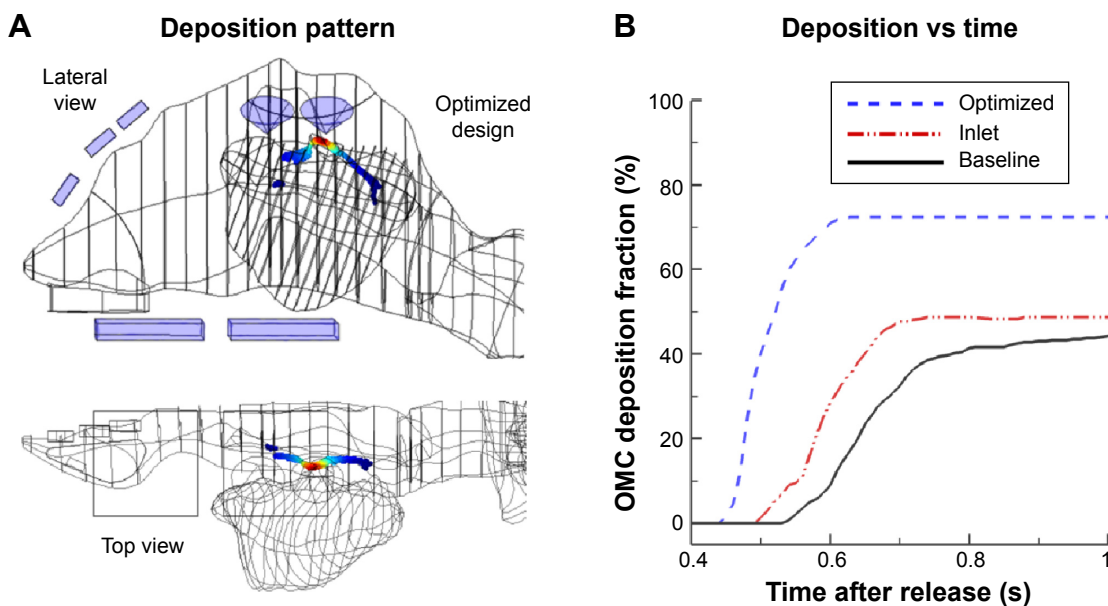 A
Deposition pattern
Lateral
view
Optimized
design
Top view
B
Deposition vs time
OMC deposition fraction (%)
100
80
60
40
20
0
Optimized
Inlet
Baseline
0.4
0.6
0.8
1
Time after release (s)